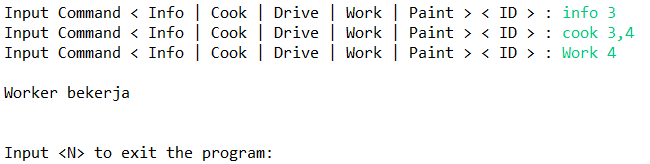 Input Command < Info | Cook | Drive | Work | Paint > < ID > : info 3
Input Command < Info | Cook | Drive | Work | Paint > < ID > : cook 3,4
Input Command < Info | Cook | Drive | Work | Paint > < ID > : Work 4
Worker bekerja
Input <N> to exit the program: